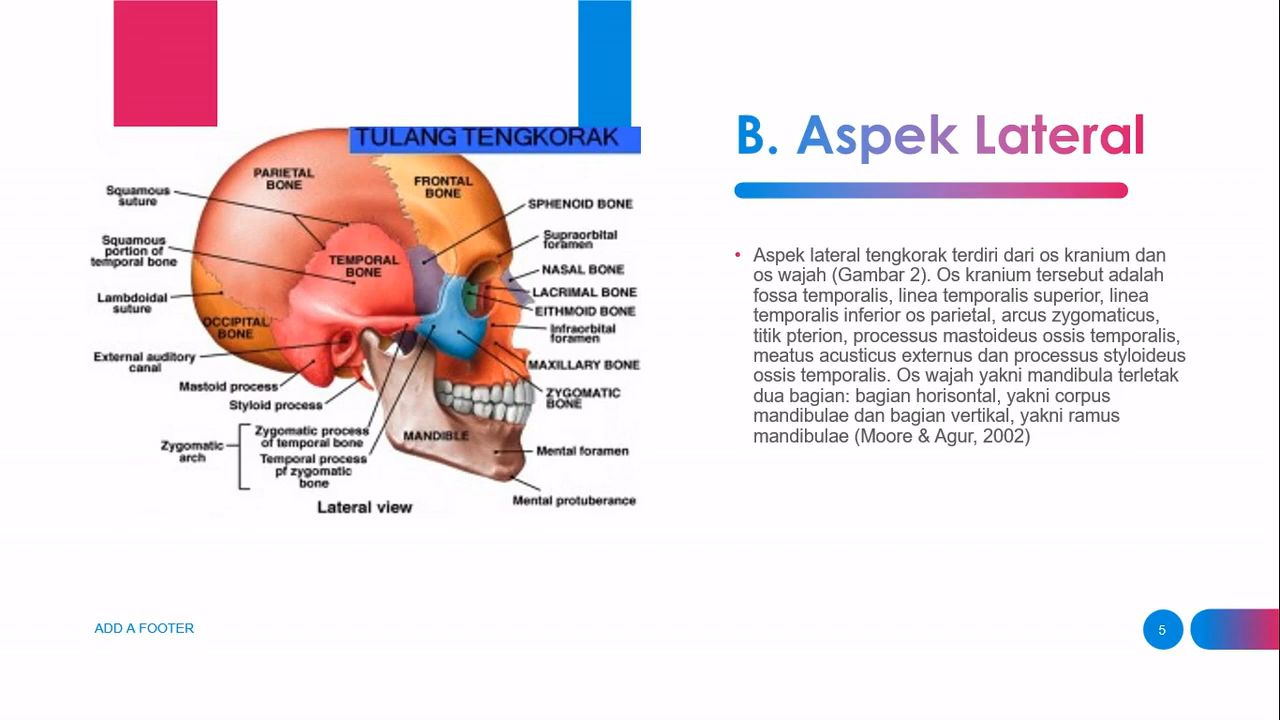 TULANG TENGKORAK
PARIETAL
BONE
FRONTAL
BONE
Squamous
suture
SPHENOID BONE
Supraorbital
foramen
Squamous
portion of
temporal bone
TEMPORAL
BONE
NASAL BONE
LACRIMAL BONE
Lambdoidal
suture
EITHMOID BONE
OCCIPITAL
BONE
Infraorbital
foramen
External auditory
canal
MAXILLARY BONE
Mastoid process
ZYGOMATIC
BONE
Styloid process
Zygomatic process
of temporal bone
MANDIBLE
Zygomatic
arch
Mental foramen
Temporal process
pf zygomatic
bone
Mental protuberance
Lateral view
B. Aspek Lateral
• Aspek lateral tengkorak terdiri dari os kranium dan
os wajah (Gambar 2). Os kranium tersebut adalah
fossa temporalis, linea temporalis superior, linea
temporalis inferior os parietal, arcus zygomaticus,
titik pterion, processus mastoideus ossis temporalis,
meatus acusticus externus dan processus styloideus
ossis temporalis. Os wajah yakni mandibula terletak
dua bagian: bagian horisontal, yakni corpus
mandibulae dan bagian vertikal, yakni ramus
mandibulae (Moore & Agur, 2002)
ADD A FOOTER
5